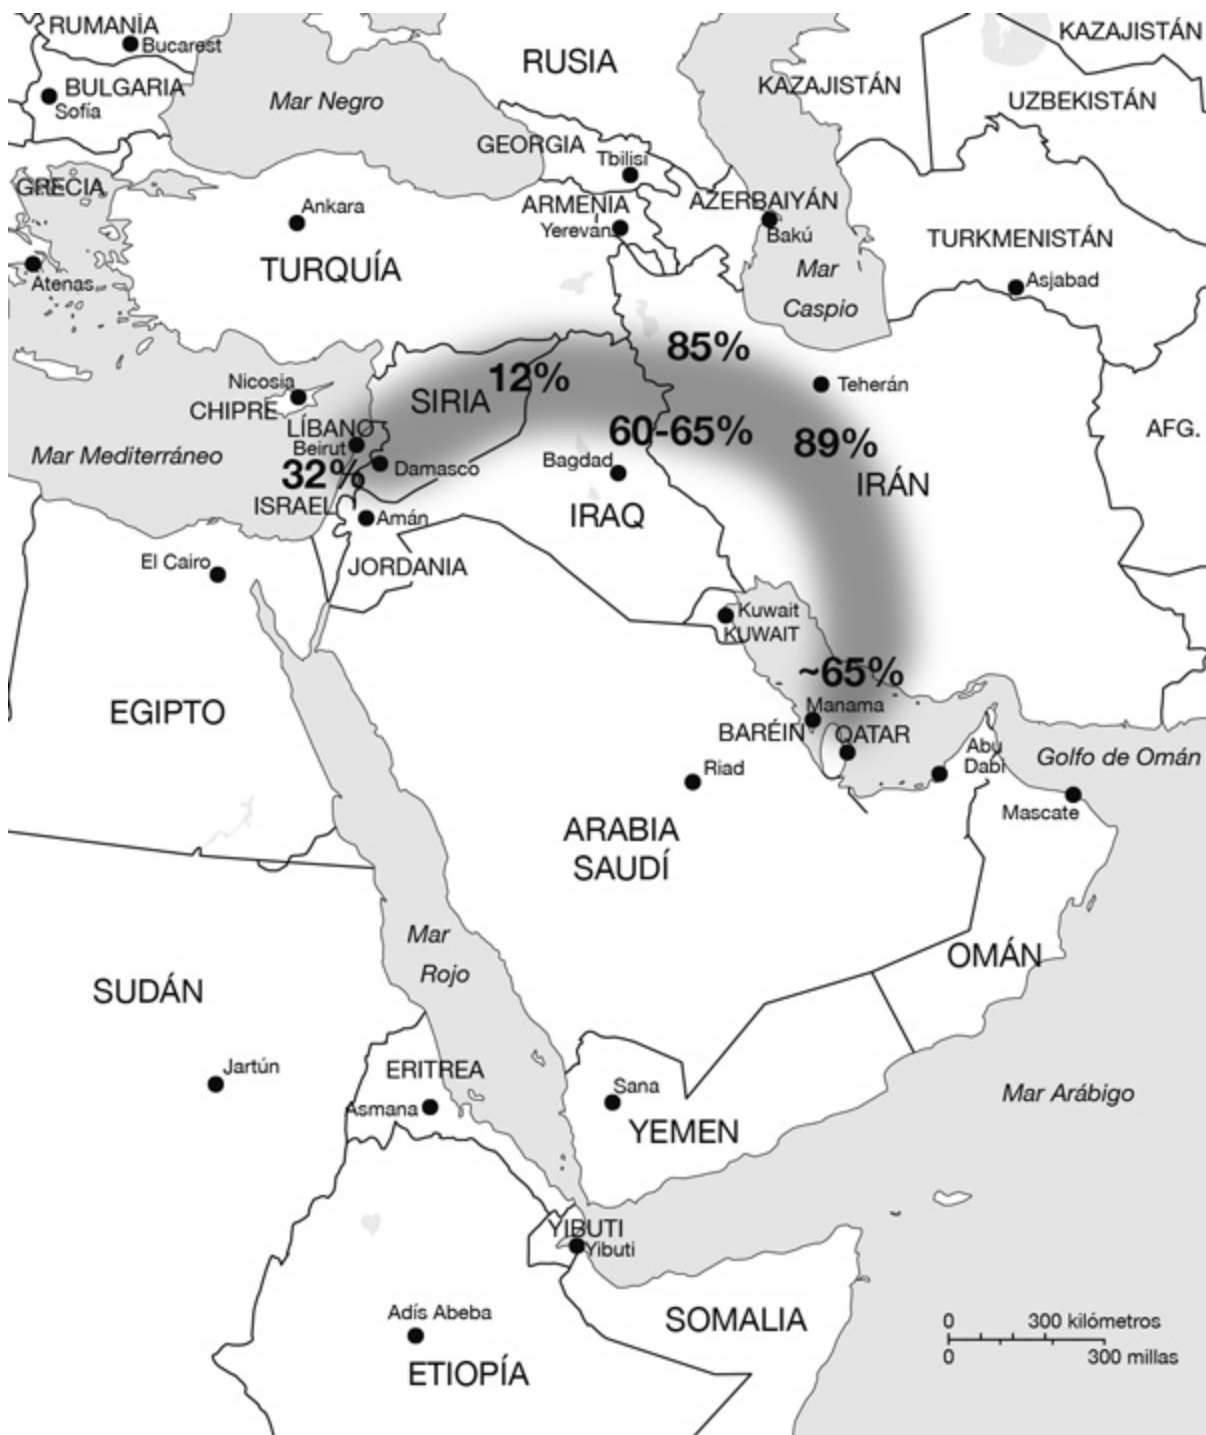 RUMANÍA
Bucarest
BULGARIA
Sofía
Mar Negro
RUSIA
KAZAJISTÁN
KAZAJISTÁN
UZBEKISTÁN
GEORGIA
Tbilisi
GRECIA
Ankara
ARMENIA
Yereván
AZERBAIYÁN
Bakú
TURKMENISTÁN
TURQUÍA
Atenas
Mar
Caspio
Asjabad
85%
12%
Nicosia
CHIPRE
SIRIA
Teherán
LÍBANO
Beirut
60-65%
89%
AFG.
Mar Mediterráneo
32%
Damasco
Bagdad
IRÁN
ISRAEL
Amán
IRAQ
El Cairo
JORDANIA
Kuwait
KUWAIT
~65%
EGIPTO
Manama
BARÉIN
QATAR
Abu
Dabi
Golfo de Omán
Riad
Mascate
ARABIA
SAUDÍ
Mar
Rojo
OMÁN
SUDÁN
Jartún
ERITREA
Asmana
Sana
YEMEN
Mar Arábigo
YIBUTI
Yibuti
Adís Abeba
ETIOPÍA
SOMALIA
0 300 kilómetros
0 300 millas